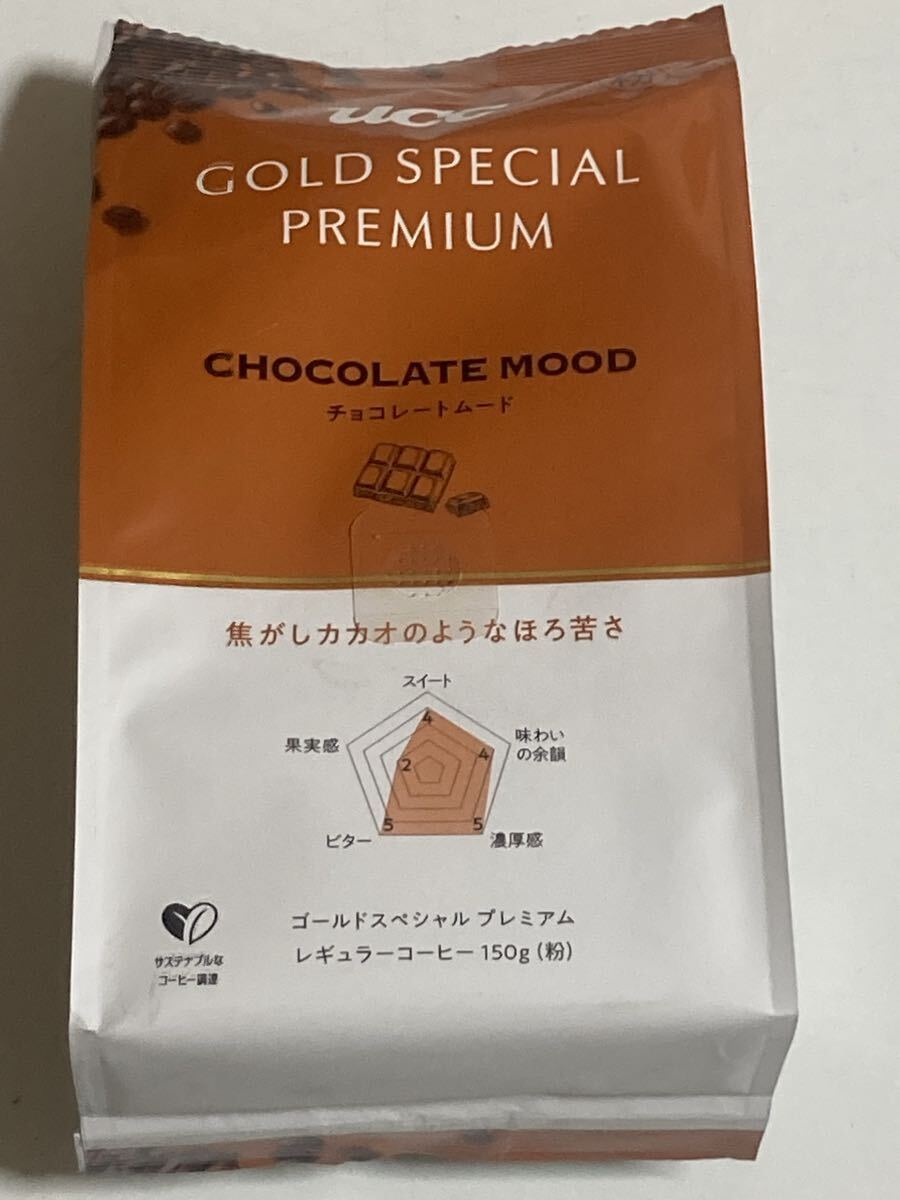 UCC
GOLD SPECIAL
PREMIUM
CHOCOLATE MOOD
チョコレートムード
焦がしカカオのようなほろ苦さ
スイート
4
味わい
の余韻
4
果実感
2
ビター
5
5
濃厚感
ゴールドスペシャル プレミアム
レギュラーコーヒー 150g (粉)
サステナブルな
コーヒー調達